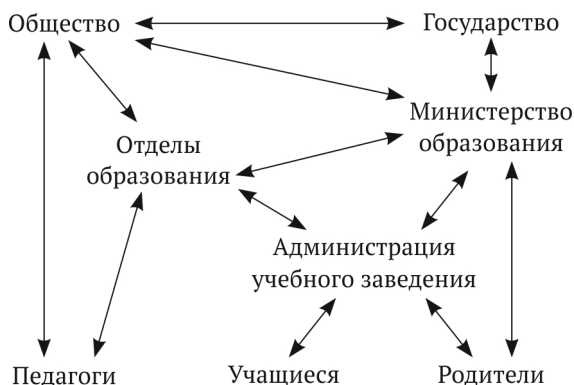 Общество
Государство
Министерство
образования
Отделы
образования
Администрация
учебного заведения
Педагоги
Учащиеся
Родители